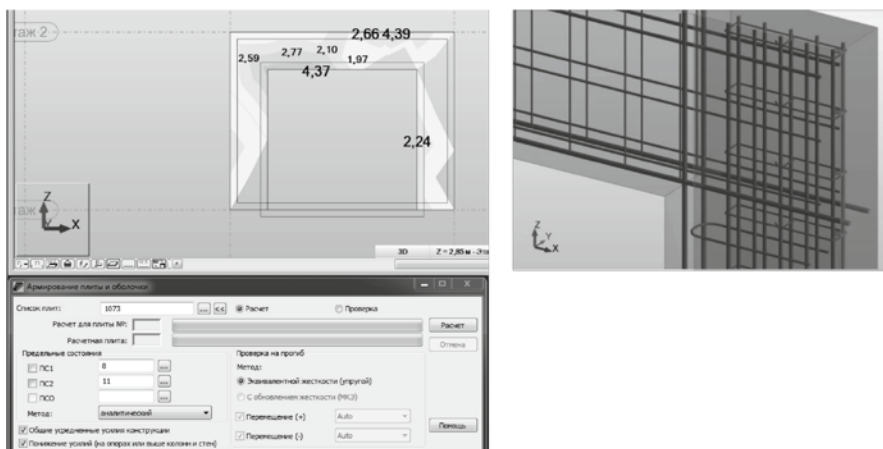 таж 2
2,66 4,39
2,77 2,10
2,59 1,97
4,37
2,24
таж
Z
Y X
3D Z = 2,85 м - Эта
Армирование плиты и оболочки
Список плит: 1073 ... << Расчет Проверка
Расчет для плиты №: Расчет
Расчетная плита: Отмена
Предельные состояния Проверка на прогиб
ПС1 8 ... Метод:
ПС2 11 ... Эквивалентной жесткости (упругой)
ПСО ... С обновлением жесткости (МКЭ)
Метод: аналитический Перемещение (+) Auto Помощь
Общие усредненные усилия конструкции
Перемещение (-) Auto
Понижение усилий (на опорах или выше колонн и стен)
Z
Y
X